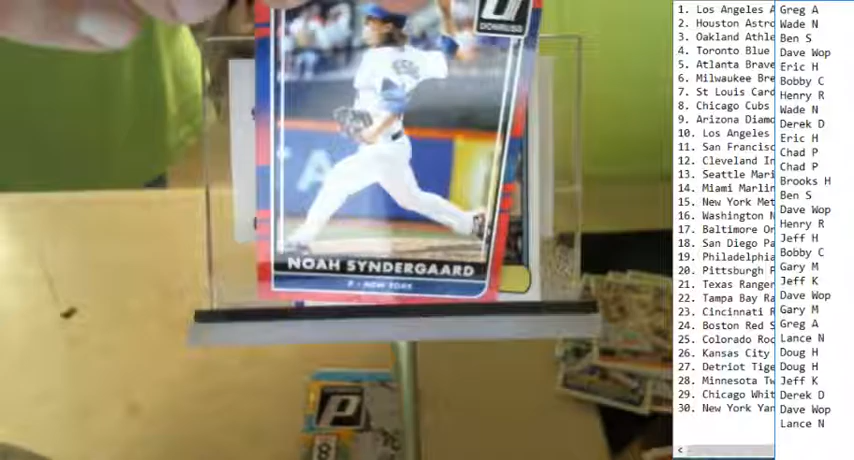 DONRUSS
NOAH SYNDERGAARD
P - NEW YORK
P
8
1. Los Angeles A
2. Houston Astro
3. Oakland Athle
4. Toronto Blue
5. Atlanta Brave
6. Milwaukee Bre
7. St Louis Card
8. Chicago Cubs
9. Arizona Diamo
10. Los Angeles
11. San Francisc
12. Cleveland In
13. Seattle Mari
14. Miami Marlin
15. New York Met
16. Washington N
17. Baltimore Or
18. San Diego Pa
19. Philadelphia
20. Pittsburgh P
21. Texas Ranger
22. Tampa Bay Ra
23. Cincinnati R
24. Boston Red S
25. Colorado Roc
26. Kansas City
27. Detriot Tige
28. Minnesota Tw
29. Chicago Whit
30. New York Yan
Greg A
Wade N
Ben S
Dave Wop
Eric H
Bobby C
Henry R
Wade N
Derek D
Eric H
Chad P
Chad P
Brooks H
Ben S
Dave Wop
Henry R
Jeff H
Bobby C
Gary M
Jeff K
Dave Wop
Gary M
Greg A
Lance N
Doug H
Doug H
Jeff K
Derek D
Dave Wop
Lance N